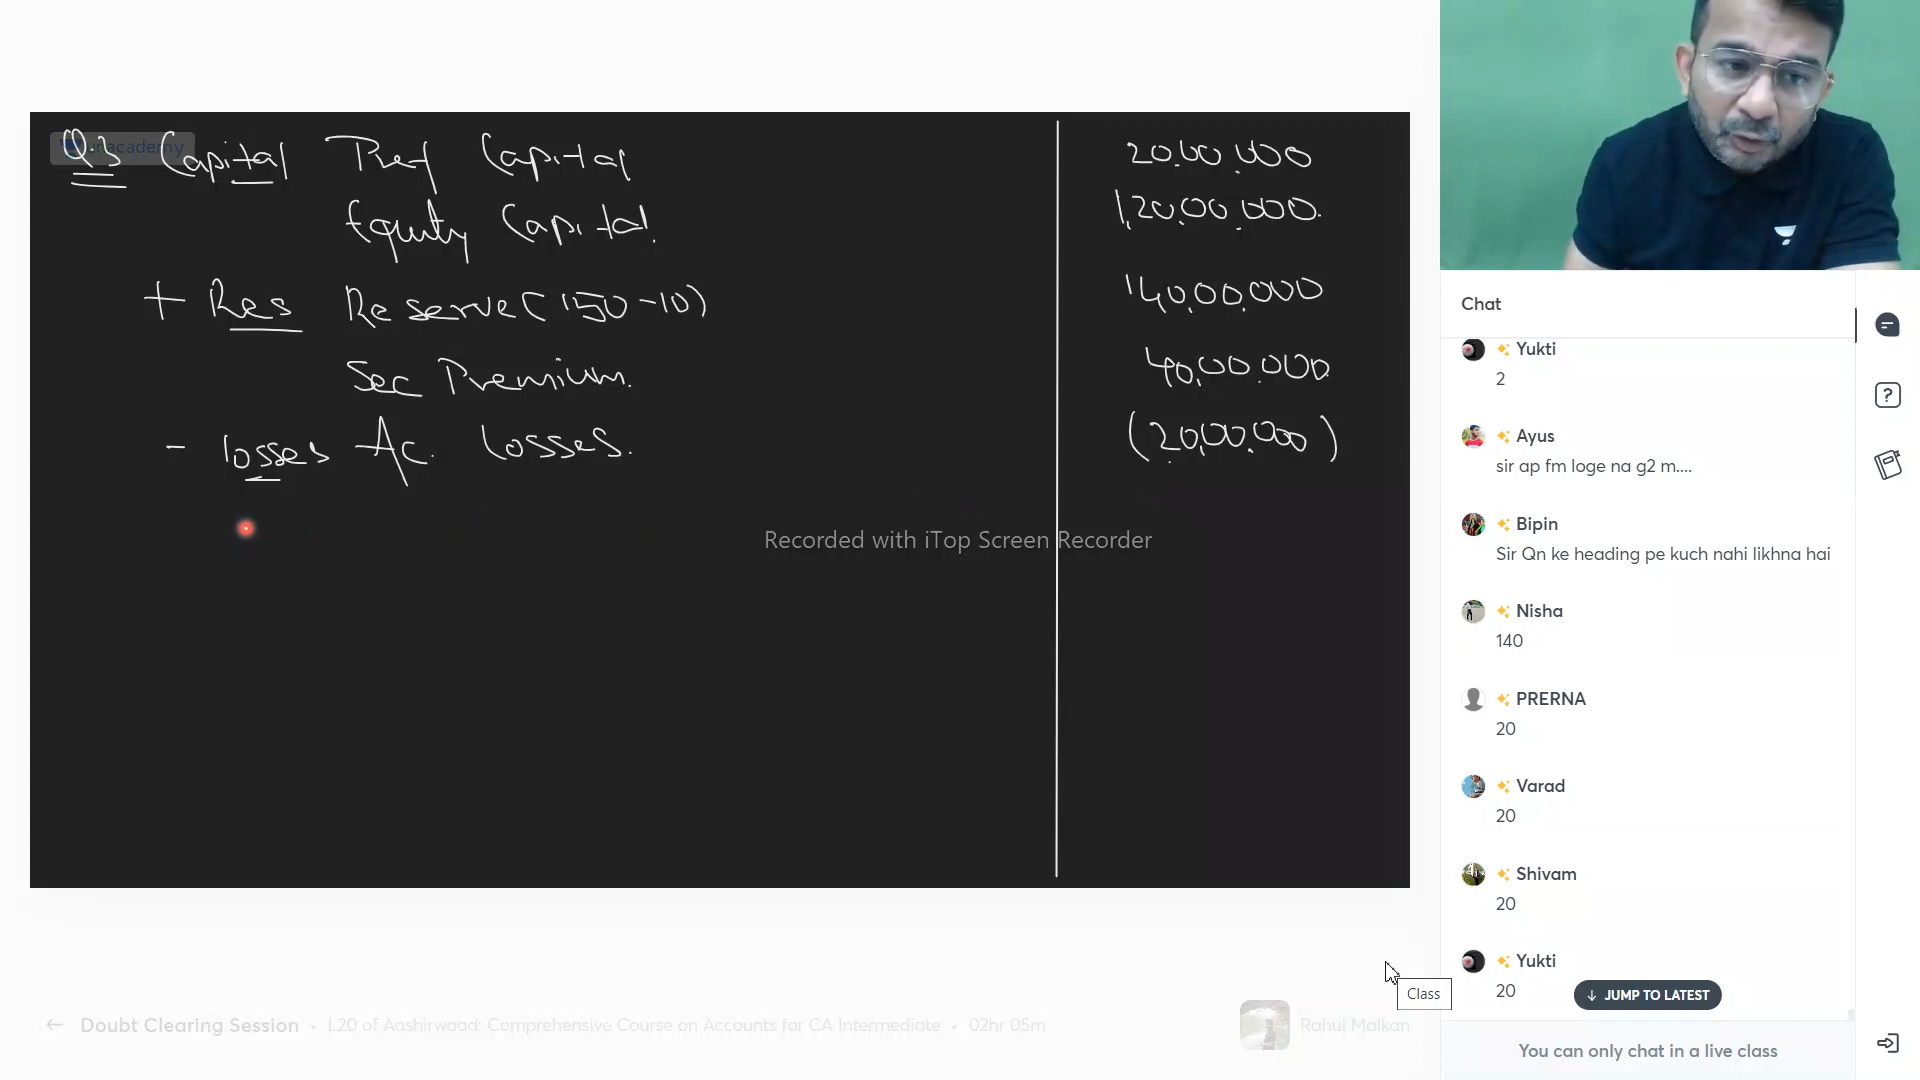 Q.3 Capital Pref Capital 20,00,000
unacademy
Equity Capital. 1,20,00,000.
+ Res Reserve (150-10) 140,00,000
Sec Premium. 40,00,000
- losses Ac. Losses. (20,00,000)
Recorded with iTop Screen Recorder
Class
Doubt Clearing Session • L20 of Aashirwaad: Comprehensive Course on Accounts for CA Intermediate • 02hr 05m
Rahul Malkan
Chat
Yukti
2
Ayus
sir ap fm loge na g2 m....
Bipin
Sir Qn ke heading pe kuch nahi likhna hai
Nisha
140
PRERNA
20
Varad
20
Shivam
20
Yukti
20
↓ JUMP TO LATEST
You can only chat in a live class